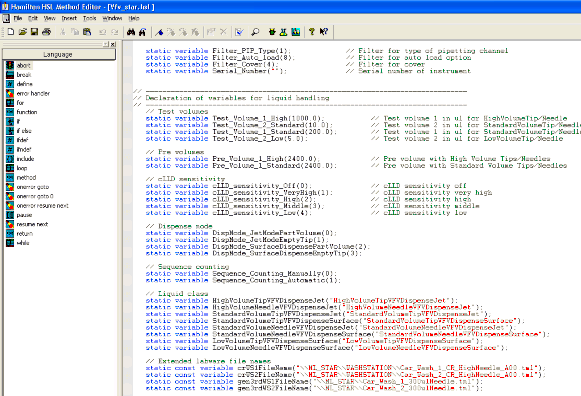 Hamilton HSL Method Editor - [Vfv_star.hsl ]
File Edit View Insert Tools Window Help
Language
abort
break
define
error handler
for
function
if
if else
ifdef
ifndef
include
loop
method
onerror goto
onerror goto 0
onerror resume next
pause
resume next
return
while
static variable Filter_PIP_Type(1); // Filter for type of pipetting channel
static variable Filter_Auto_load(8); // Filter for auto load option
static variable Filter_Cover(4); // Filter for cover
static variable Serial_Number(""); // Serial number of instrument
// Declaration of variables for liquid handling
// Test volumes
static variable Test_Volume_1_High(1000.0); // Test volume 1 in ul for HighVolumeTip/Needle
static variable Test_Volume_2_Standard(10.0); // Test volume 2 in ul for StandardVolumeTip/Needle
static variable Test_Volume_1_Standard(200.0); // Test volume 1 in ul for StandardVolumeTip/Needle
static variable Test_Volume_2_Low(5.0); // Test volume 2 in ul for LowVolumeTip/Needle
// Pre volumes
static variable Pre_Volume_1_High(2400.0); // Pre volume with High Volume Tips/Needles
static variable Pre_Volume_1_Standard(2400.0); // Pre volume with Standard Volume Tips/Needles
// cLLD sensitivity
static variable cLLD_sensitivity_Off(0); // cLLD sensitivity off
static variable cLLD_sensitivity_VeryHigh(1); // cLLD sensitivity very high
static variable cLLD_sensitivity_High(2); // cLLD sensitivity high
static variable cLLD_sensitivity_Middle(3); // cLLD sensitivity middle
static variable cLLD_sensitivity_Low(4); // cLLD sensitivity low
// Dispense mode
static variable DispMode_JetModePartVolume(0);
static variable DispMode_JetModeEmptyTip(1);
static variable DispMode_SurfaceDispensePartVolume(2);
static variable DispMode_SurfaceDispenseEmptyTip(3);
// Sequence counting
static variable Sequence_Counting_Manually(0);
static variable Sequence_Counting_Automatic(1);
// Liquid class
static variable HighVolumeTipVFVDispenseJet("HighVolumeTipVFVDispenseJet");
static variable HighVolumeNeedleVFVDispenseJet("HighVolumeNeedleVFVDispenseJet");
static variable StandardVolumeTipVFVDispenseJet("StandardVolumeTipVFVDispenseJet");
static variable StandardVolumeTipVFVDispenseSurface("StandardVolumeTipVFVDispenseSurface");
static variable StandardVolumeNeedleVFVDispenseJet("StandardVolumeNeedleVFVDispenseJet");
static variable StandardVolumeNeedleVFVDispenseSurface("StandardVolumeNeedleVFVDispenseSurface");
static variable LowVolumeTipVFVDispenseSurface("LowVolumeTipVFVDispenseSurface");
static variable LowVolumeNeedleVFVDispenseSurface("LowVolumeNeedleVFVDispenseSurface");
// Extended labware file names
static const variable crWS1FileName("\\ML_STAR\\WASHSTATION\\Car_Wash_1_CR_HighNeedle_A00.tml");
static const variable crWS2FileName("\\ML_STAR\\WASHSTATION\\Car_Wash_2_CR_HighNeedle_A00.tml");
static const variable gen3rdWS1FileName("\\ML_STAR\\Car_Wash_1_300ulNeedle.tml");
static const variable gen3rdWS2FileName("\\ML_STAR\\Car_Wash_2_300ulNeedle.tml");